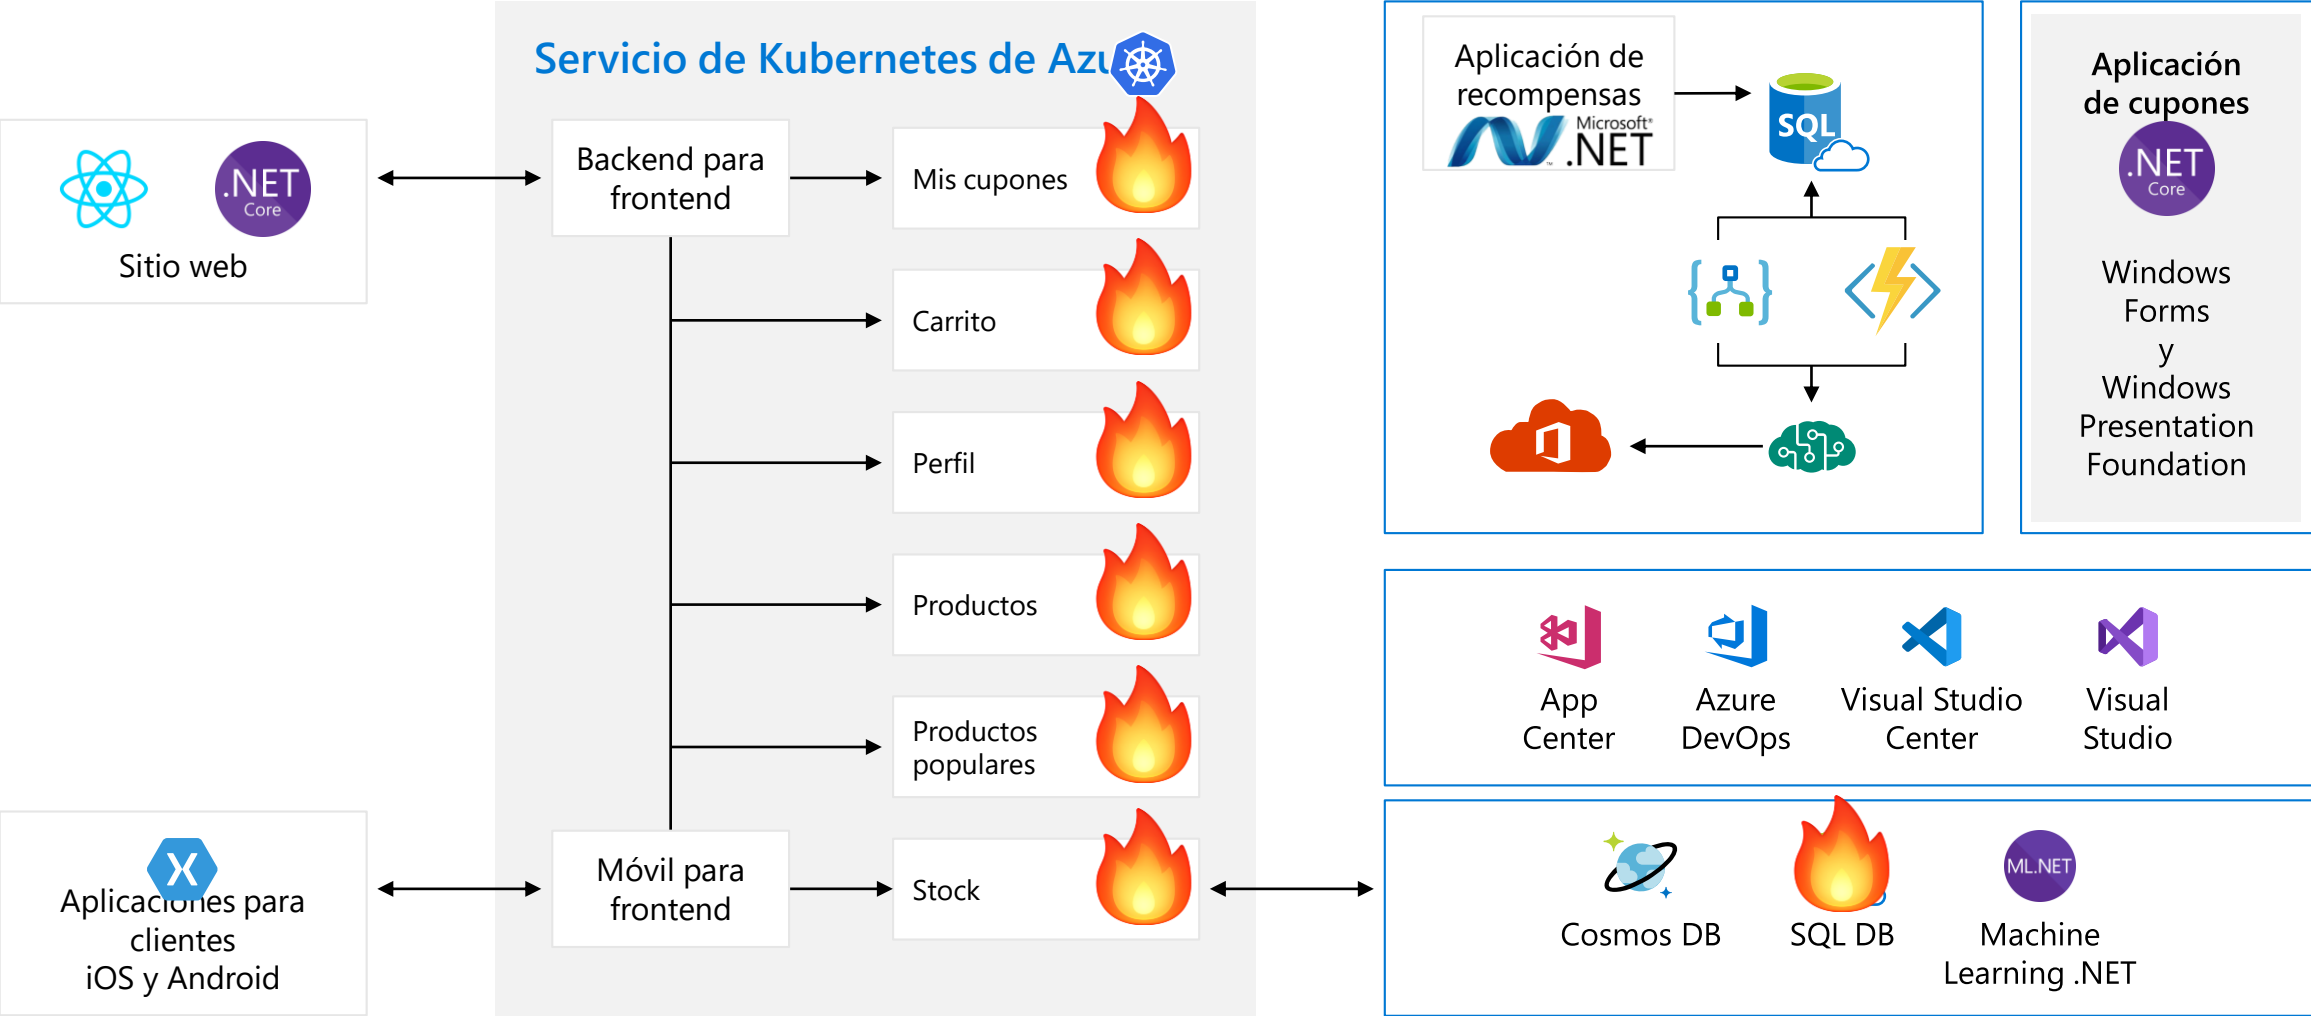 Servicio de Kubernetes de Azu
.NET
Core
Sitio web
Backend para
frontend
Mis cupones
Carrito
Perfil
Productos
Productos
populares
Móvil para
frontend
Stock
Aplicaciones para
clientes
iOS y Android
Aplicación de
recompensas
Microsoft®
.NET
SQL
Aplicación
de cupones
.NET
Core
Windows
Forms
y
Windows
Presentation
Foundation
App
Center
Azure
DevOps
Visual Studio
Center
Visual
Studio
Cosmos DB
SQL DB
ML.NET
Machine
Learning .NET